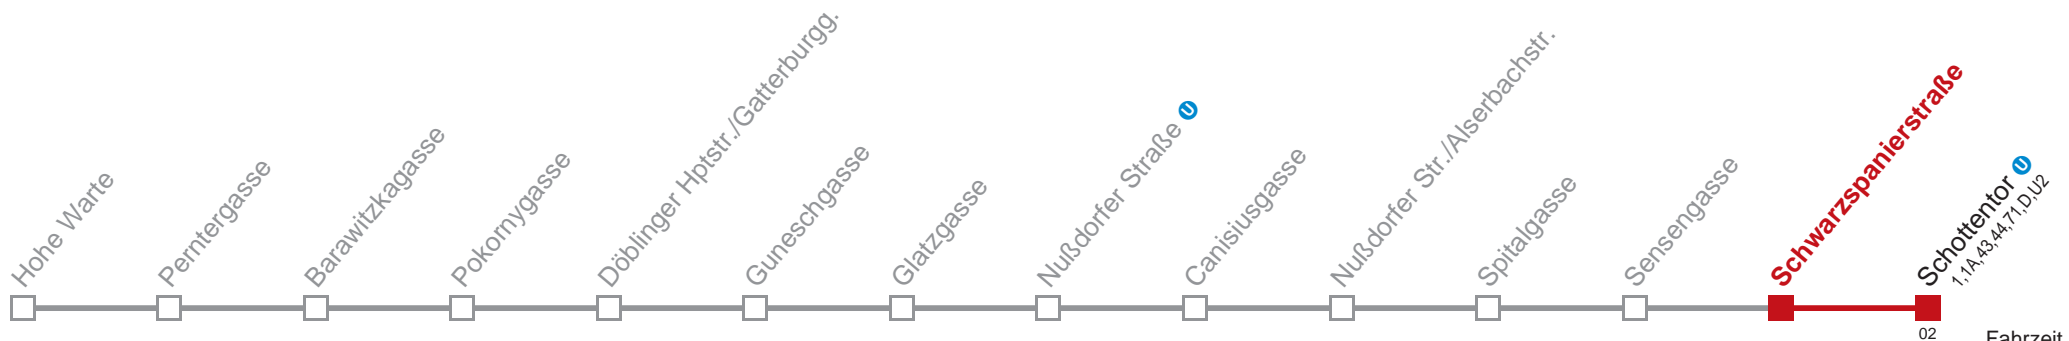 Hohe Warte
Perntergasse
Barawitzkagasse
Pokornygasse
Döblinger Hptstr./Gatterburgg.
Guneschgasse
Glatzgasse
Nußdorfer Straße U
Canisiusgasse
Nußdorfer Str./Alserbachstr.
Spitalgasse
Sensengasse
Schwarzspanierstraße
Schottentor U
1,1A,43,44,71,D,U2
02
Fahrzeit